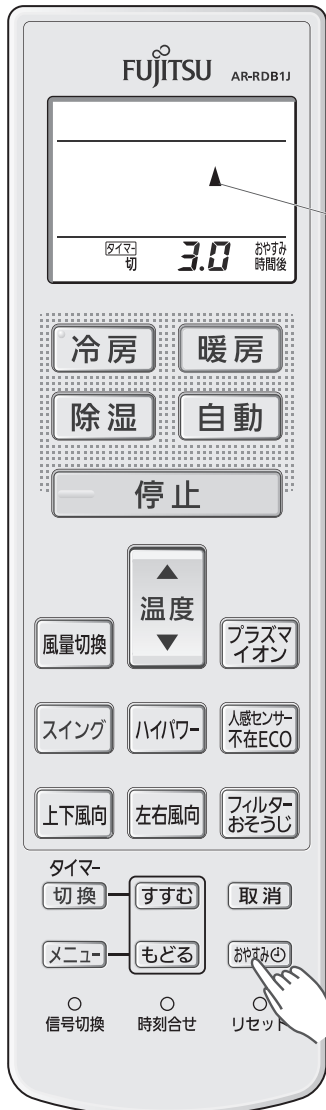 FUJITSU AR-RDB1J
タイマー 切 3.0 おやすみ 時間後
冷房 暖房
除湿 自動
停止
▲
温度
▼
風量切換 プラズマ イオン
スイング ハイパワー 人感センサー 不在ECO
上下風向 左右風向 フィルター おそうじ
タイマー
切換 すすむ 取消
メニュー もどる おやすみ
信号切換 時刻合せ リセット